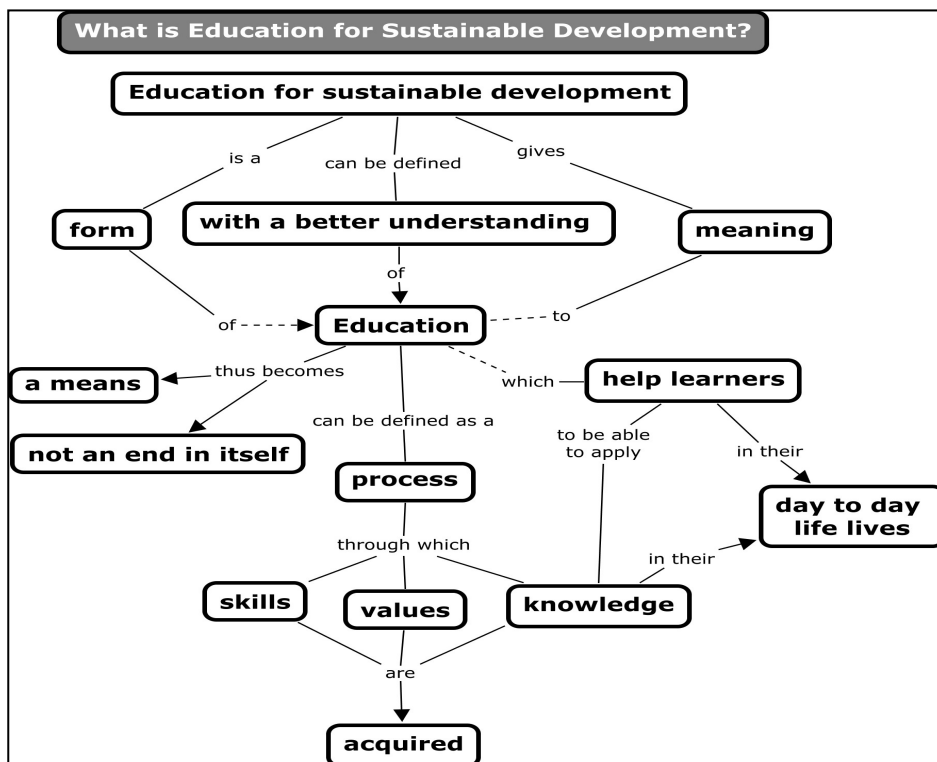 What is Education for Sustainable Development?
Education for sustainable development
is a
can be defined
gives
form
with a better understanding
meaning
of
of
to
Education
a means
thus becomes
which
help learners
not an end in itself
can be defined as a
to be able
to apply
in their
process
day to day
life lives
through which
in their
skills
values
knowledge
are
acquired